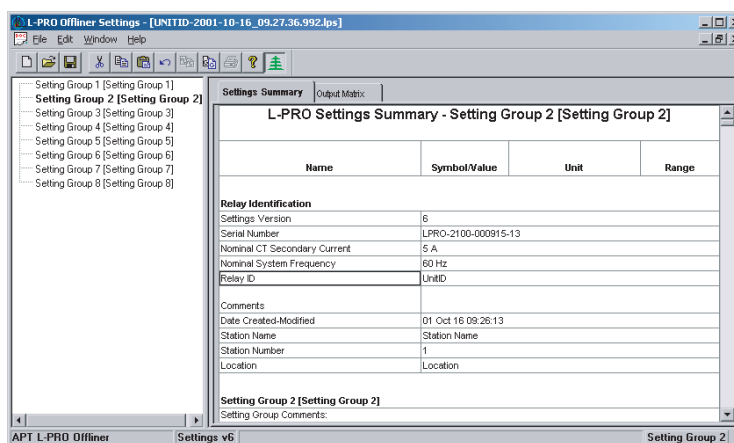 L-PRO Offliner Settings - [UNITID-2001-10-16_09.27.36.992.lps]
File Edit Window Help
Setting Group 1 [Setting Group 1]
Setting Group 2 [Setting Group 2]
Setting Group 3 [Setting Group 3]
Setting Group 4 [Setting Group 4]
Setting Group 5 [Setting Group 5]
Setting Group 6 [Setting Group 6]
Setting Group 7 [Setting Group 7]
Setting Group 8 [Setting Group 8]
Settings Summary Output Matrix
L-PRO Settings Summary - Setting Group 2 [Setting Group 2]
Name Symbol/Value Unit Range
Relay Identification
Settings Version 6
Serial Number LPRO-2100-000915-13
Nominal CT Secondary Current 5 A
Nominal System Frequency 60 Hz
Relay ID UnitID
Comments
Date Created-Modified 01 Oct 16 09:26:13
Station Name Station Name
Station Number 1
Location Location
Setting Group 2 [Setting Group 2]
Setting Group Comments:
APT L-PRO Offliner Settings v6 Setting Group 2